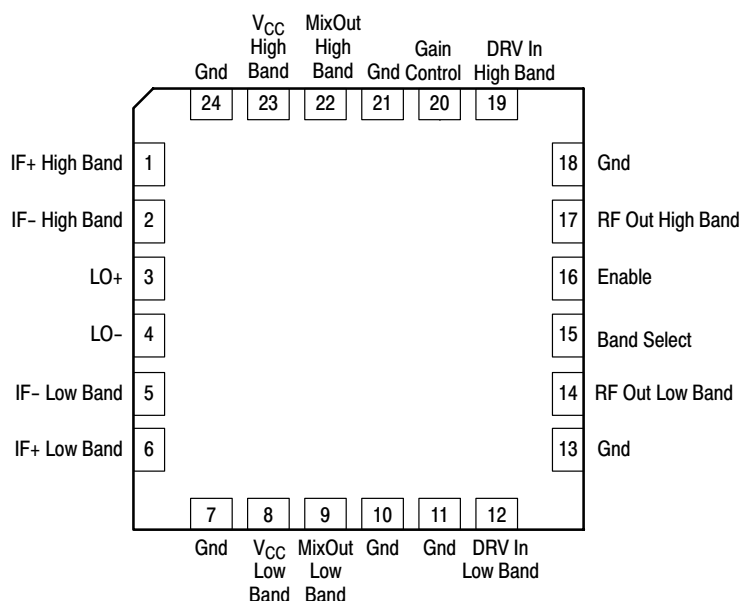 V_CC High Band
MixOut High Band
Gnd
Gnd
Gain Control
DRV In High Band
24
23
22
21
20
19
IF+ High Band
1
18
Gnd
IF− High Band
2
17
RF Out High Band
LO+
3
16
Enable
LO−
4
15
Band Select
IF− Low Band
5
14
RF Out Low Band
IF+ Low Band
6
13
Gnd
7
8
9
10
11
12
Gnd
V_CC Low Band
MixOut Low Band
Gnd
Gnd
DRV In Low Band